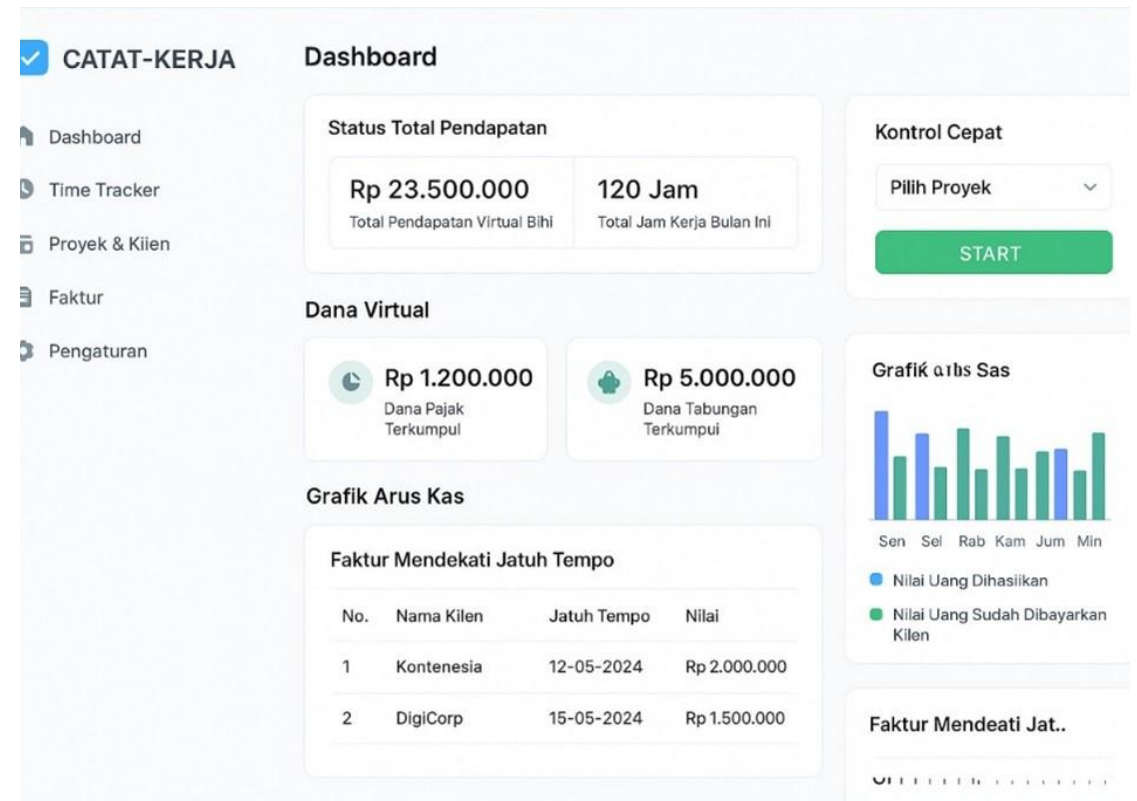 CATAT-KERJA
Dashboard
Time Tracker
Proyek & Kiien
Faktur
Pengaturan
Dashboard
Status Total Pendapatan
Rp 23.500.000
Total Pendapatan Virtual Bihi
120 Jam
Total Jam Kerja Bulan Ini
Dana Virtual
Rp 1.200.000
Dana Pajak
Terkumpul
Rp 5.000.000
Dana Tabungan
Terkumpui
Grafik Arus Kas
Faktur Mendekati Jatuh Tempo
No. Nama Kilen Jatuh Tempo Nilai
1 Kontenesia 12-05-2024 Rp 2.000.000
2 DigiCorp 15-05-2024 Rp 1.500.000
Kontrol Cepat
Pilih Proyek
START
Grafik Sas
Sen Sel Rab Kam Jum Min
Nilai Uang Dihasiikan
Nilai Uang Sudah Dibayarkan
Kilen
Faktur Mendeati Jat..